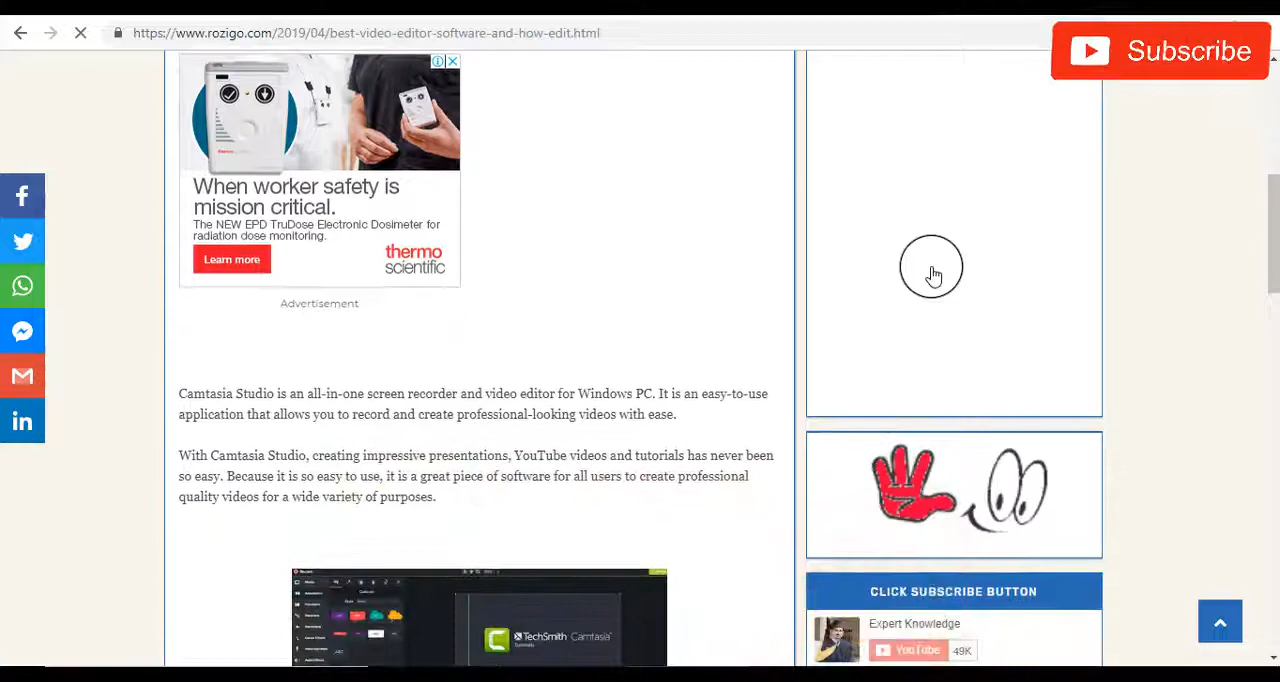 https://www.rozigo.com/2019/04/best-video-editor-software-and-how-edit.html
Subscribe
When worker safety is
mission critical.
The NEW EPD TruDose Electronic Dosimeter for
radiation dose monitoring.
Learn more
thermo
scientific
Advertisement
Camtasia Studio is an all-in-one screen recorder and video editor for Windows PC. It is an easy-to-use
application that allows you to record and create professional-looking videos with ease.
With Camtasia Studio, creating impressive presentations, YouTube videos and tutorials has never been
so easy. Because it is so easy to use, it is a great piece of software for all users to create professional
quality videos for a wide variety of purposes.
TechSmith Camtasia
CLICK SUBSCRIBE BUTTON
Expert Knowledge
YouTube 49K